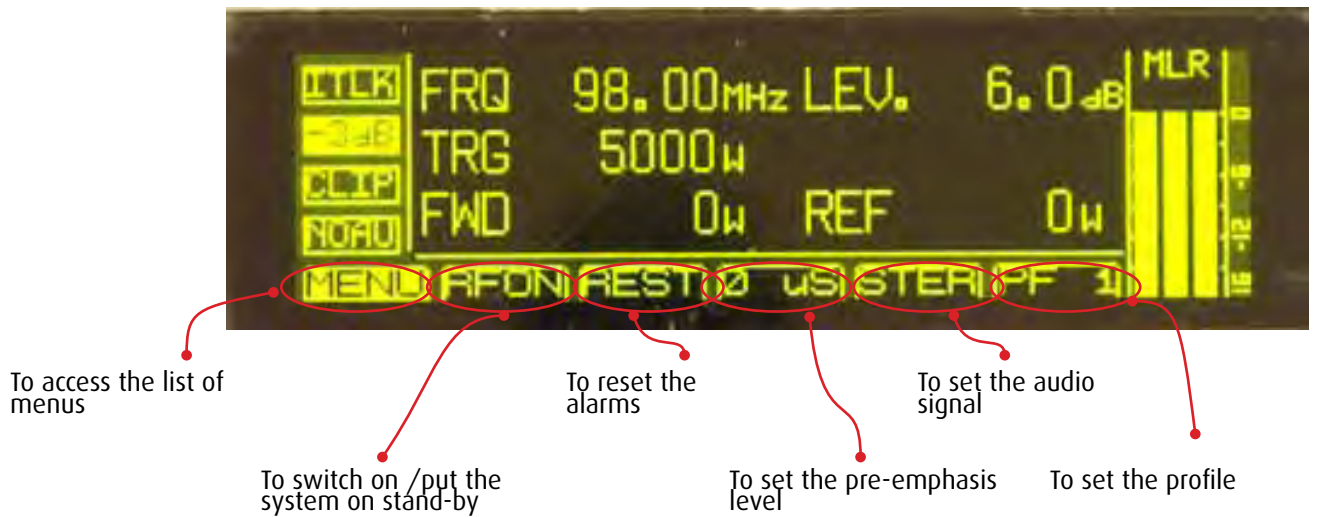 ITLK FRQ 98.00MHz LEV. 6.0dB MLR
-3dB TRG 5000W
CLIP
NOAU FWD 0W REF 0W
0
-6
-12
MENU RFON REST 0 uS STER PF 1
To access the list of
menus
To reset the
alarms
To set the audio
signal
To switch on /put the
system on stand-by
To set the pre-emphasis
level
To set the profile